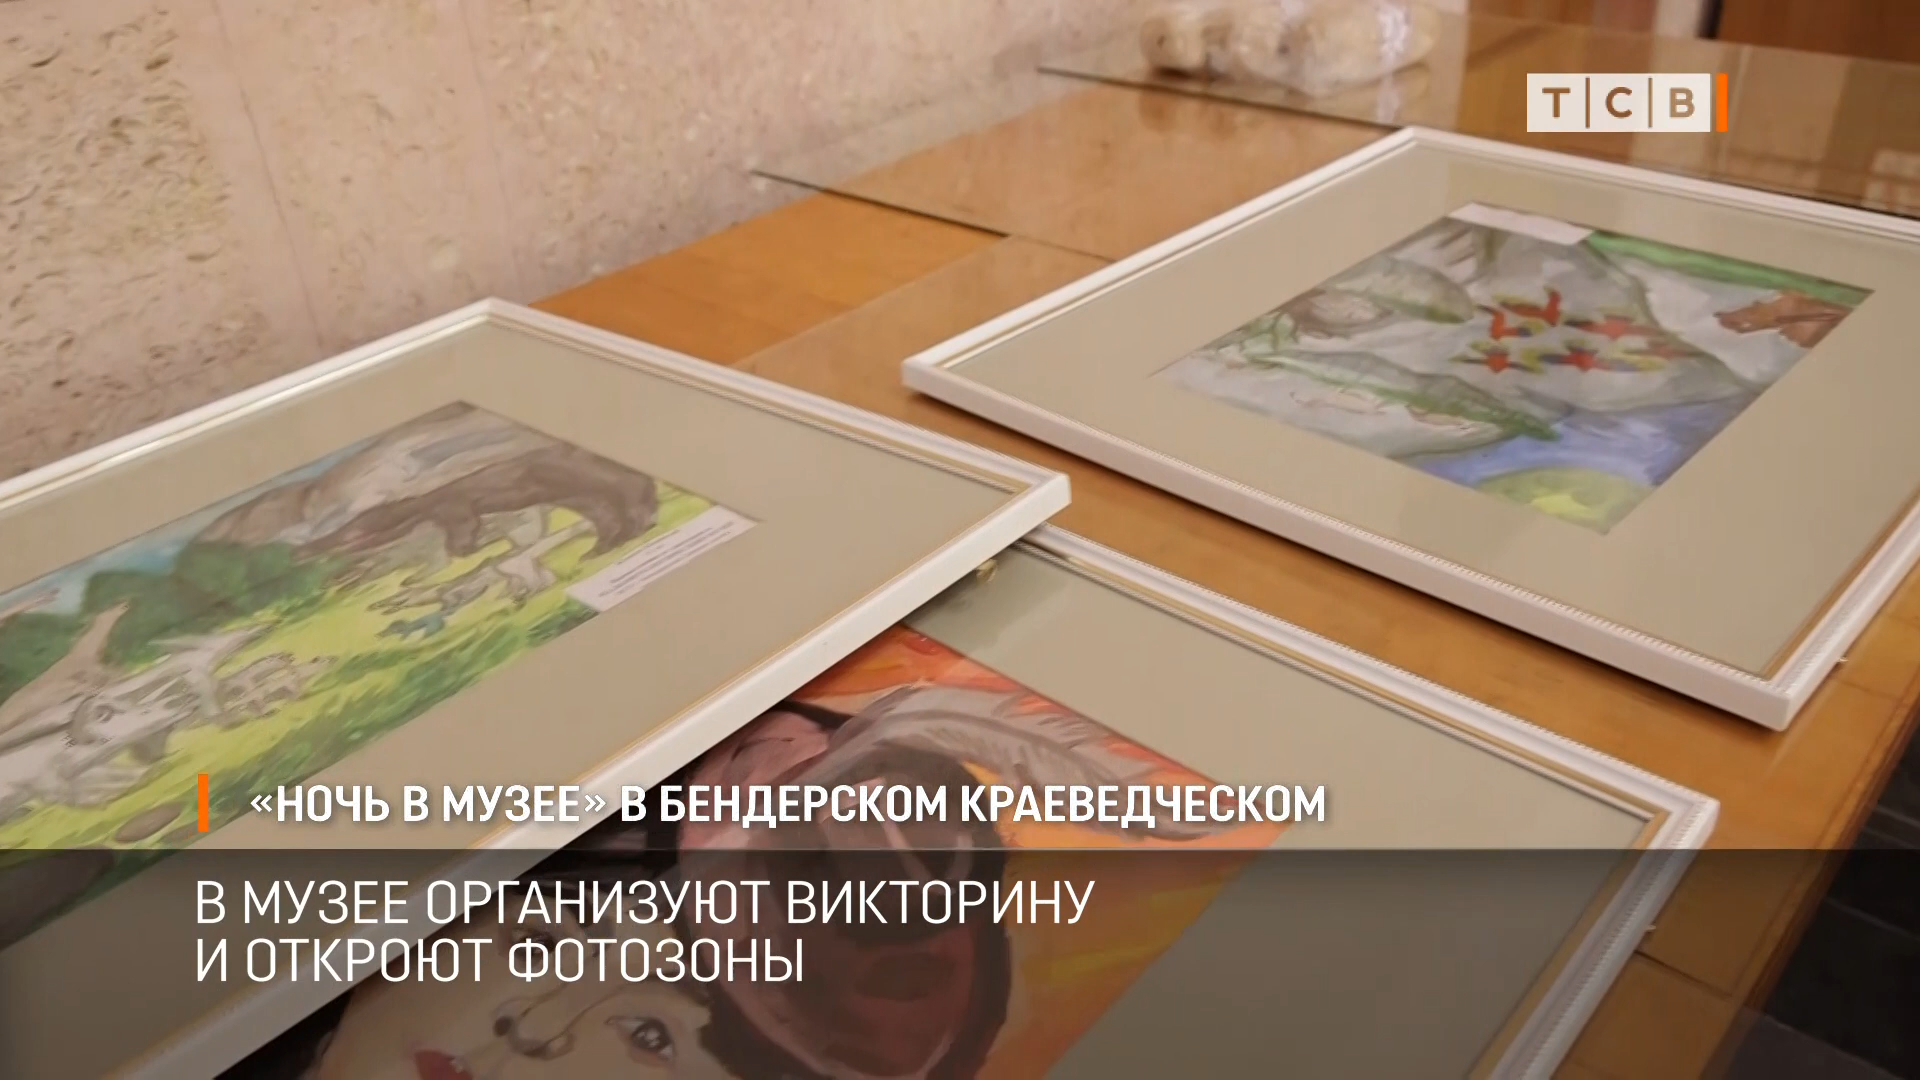 ТСВ
«НОЧЬ В МУЗЕЕ» В БЕНДЕРСКОМ КРАЕВЕДЧЕСКОМ
В МУЗЕЕ ОРГАНИЗУЮТ ВИКТОРИНУ
И ОТКРОЮТ ФОТОЗОНЫ